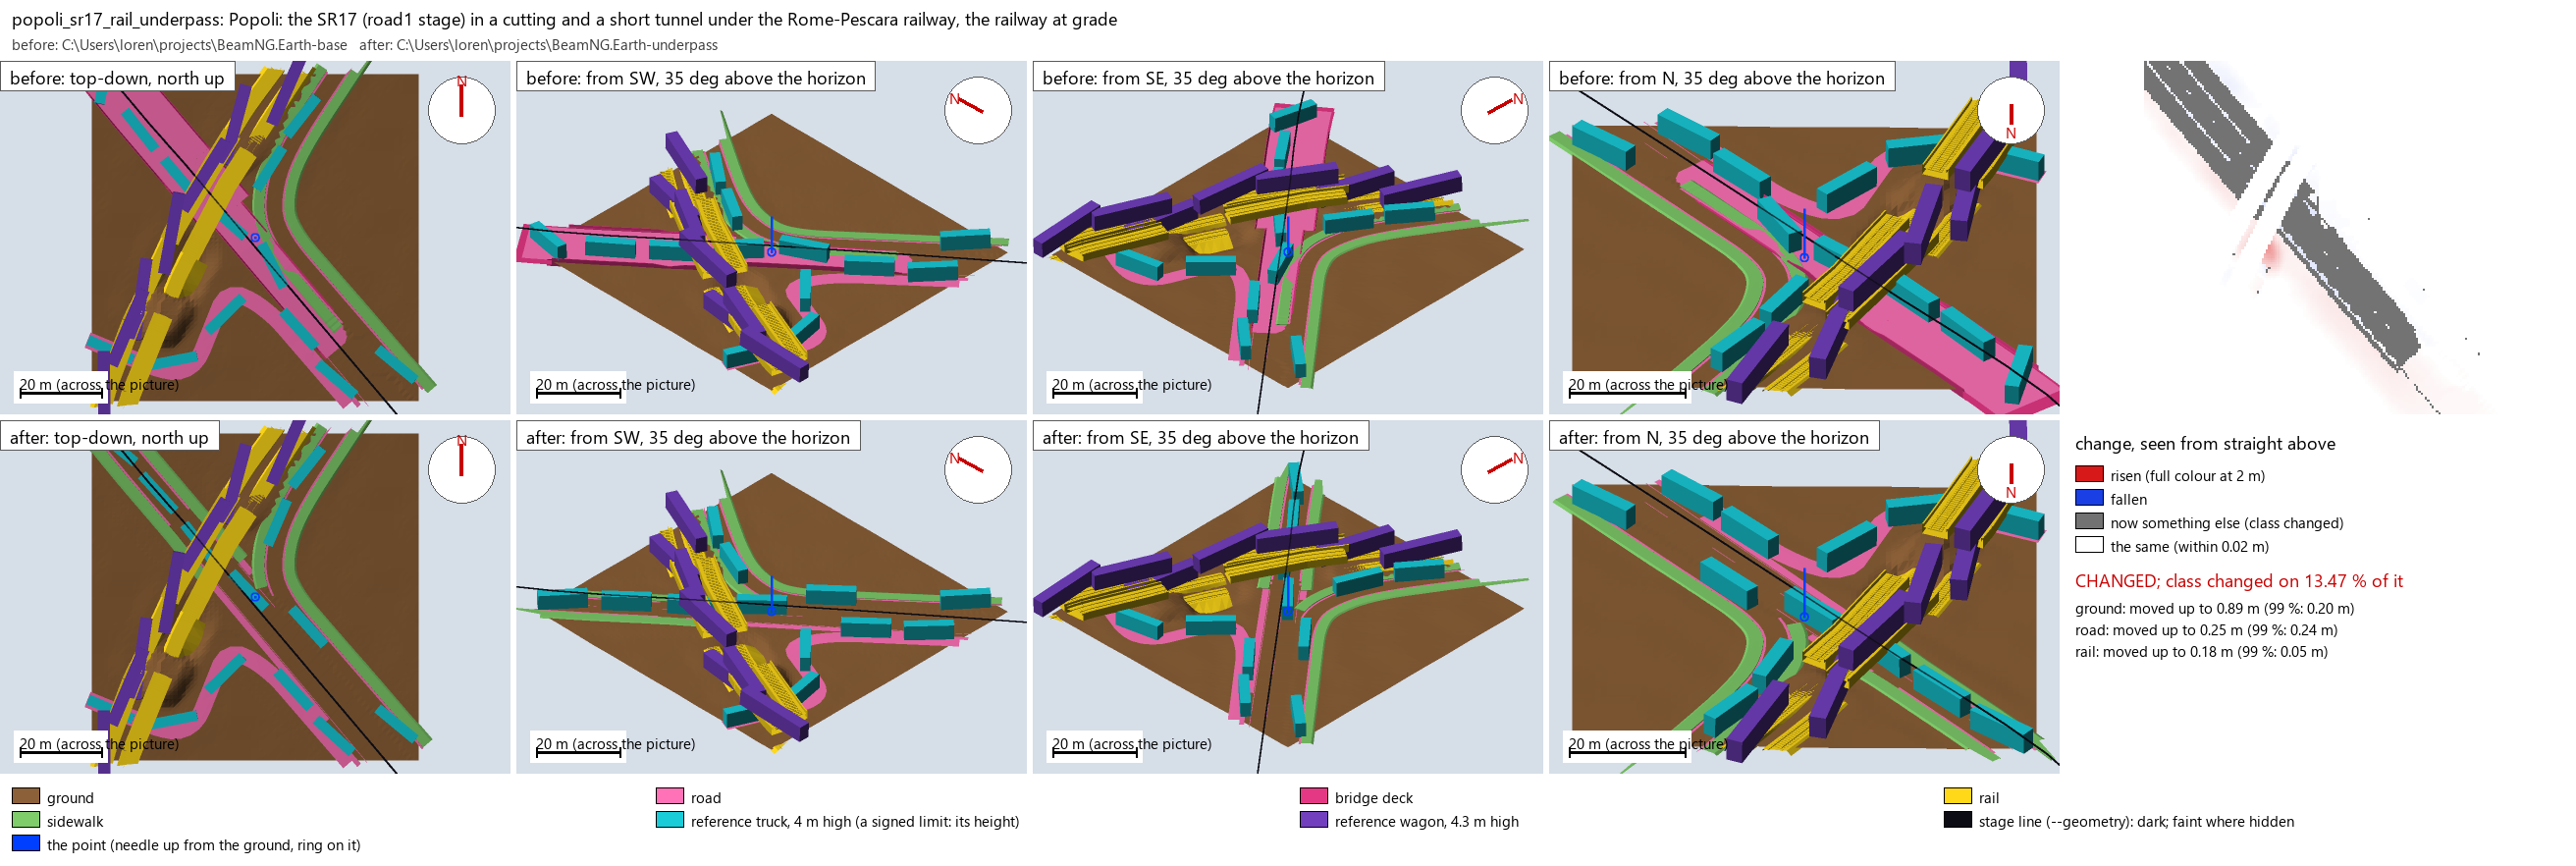 popoli_sr17_rail_underpass: Popoli: the SR17 (road1 stage) in a cutting and a short tunnel under the Rome-Pescara railway, the railway at grade
before: C:\Users\loren\projects\BeamNG.Earth-base after: C:\Users\loren\projects\BeamNG.Earth-underpass
before: top-down, north up
N
20 m (across the picture)
before: from SW, 35 deg above the horizon
N
20 m (across the picture)
before: from SE, 35 deg above the horizon
N
20 m (across the picture)
before: from N, 35 deg above the horizon
N
20 m (across the picture)
after: top-down, north up
N
20 m (across the picture)
after: from SW, 35 deg above the horizon
N
20 m (across the picture)
after: from SE, 35 deg above the horizon
N
20 m (across the picture)
after: from N, 35 deg above the horizon
N
20 m (across the picture)
change, seen from straight above
risen (full colour at 2 m)
fallen
now something else (class changed)
the same (within 0.02 m)
CHANGED; class changed on 13.47 % of it
ground: moved up to 0.89 m (99 %: 0.20 m)
road: moved up to 0.25 m (99 %: 0.24 m)
rail: moved up to 0.18 m (99 %: 0.05 m)
ground
road
bridge deck
rail
sidewalk
reference truck, 4 m high (a signed limit: its height)
reference wagon, 4.3 m high
stage line (--geometry): dark; faint where hidden
the point (needle up from the ground, ring on it)